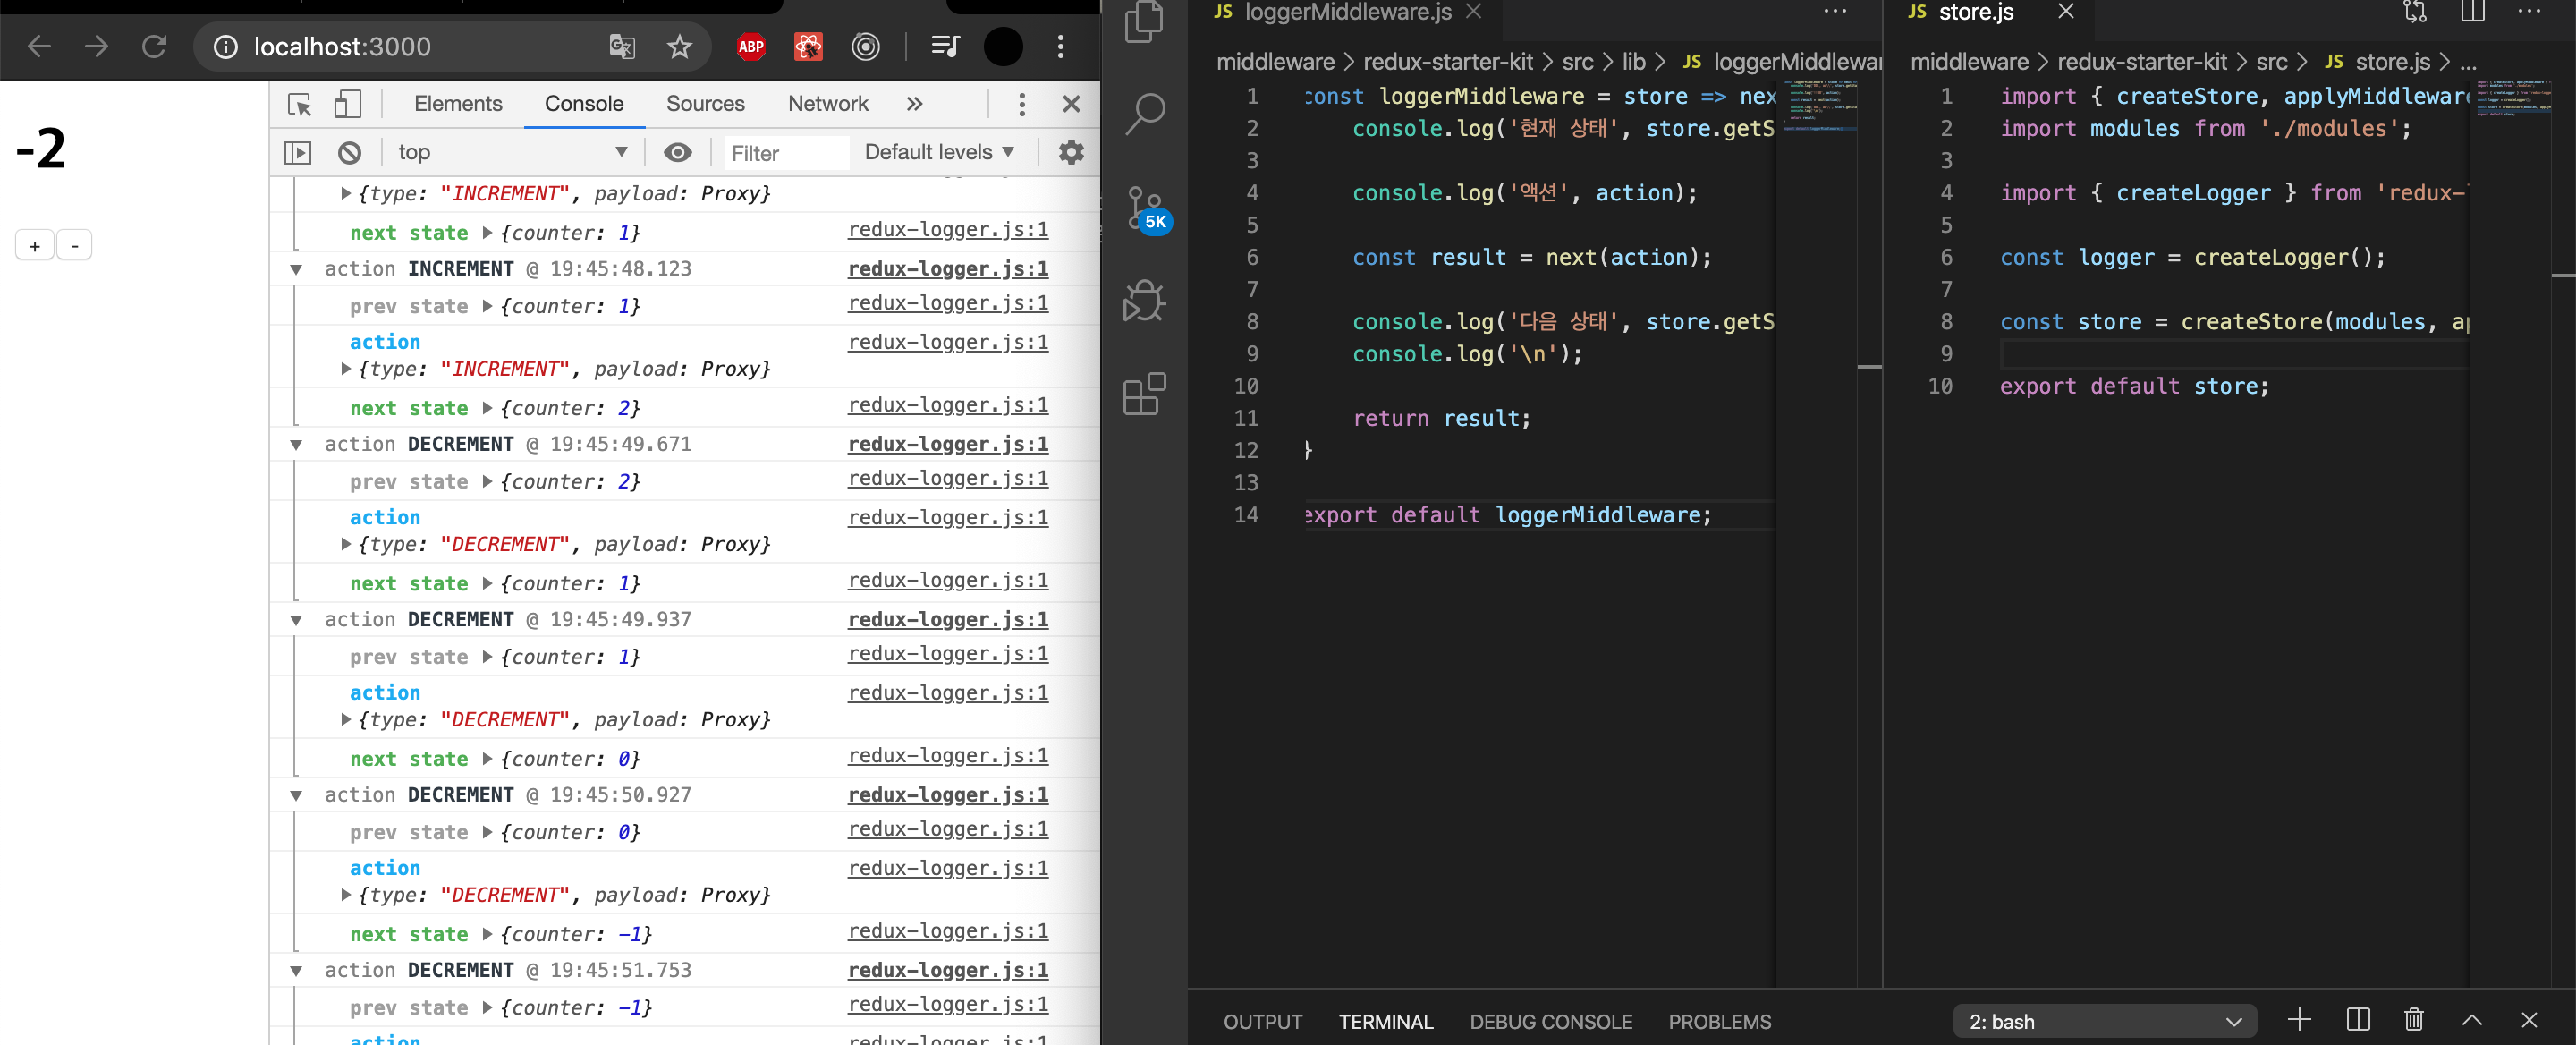 localhost:3000
ABP
-2
+ -
Elements Console Sources Network »
top Filter Default levels
{type: "INCREMENT", payload: Proxy}
next state {counter: 1} redux-logger.js:1
action INCREMENT @ 19:45:48.123 redux-logger.js:1
prev state {counter: 1} redux-logger.js:1
action redux-logger.js:1
{type: "INCREMENT", payload: Proxy}
next state {counter: 2} redux-logger.js:1
action DECREMENT @ 19:45:49.671 redux-logger.js:1
prev state {counter: 2} redux-logger.js:1
action redux-logger.js:1
{type: "DECREMENT", payload: Proxy}
next state {counter: 1} redux-logger.js:1
action DECREMENT @ 19:45:49.937 redux-logger.js:1
prev state {counter: 1} redux-logger.js:1
action redux-logger.js:1
{type: "DECREMENT", payload: Proxy}
next state {counter: 0} redux-logger.js:1
action DECREMENT @ 19:45:50.927 redux-logger.js:1
prev state {counter: 0} redux-logger.js:1
action redux-logger.js:1
{type: "DECREMENT", payload: Proxy}
next state {counter: -1} redux-logger.js:1
action DECREMENT @ 19:45:51.753 redux-logger.js:1
prev state {counter: -1} redux-logger.js:1
action redux-logger.js:1
5K
JS loggerMiddleware.js
middleware > redux-starter-kit > src > lib > JS loggerMiddlewar
1 const loggerMiddleware = store => nex
2 console.log('현재 상태', store.getS
3
4 console.log('액션', action);
5
6 const result = next(action);
7
8 console.log('다음 상태', store.getS
9 console.log('\n');
10
11 return result;
12 }
13
14 export default loggerMiddleware;
JS store.js
middleware > redux-starter-kit > src > JS store.js > ...
1 import { createStore, applyMiddleware
2 import modules from './modules';
3
4 import { createLogger } from 'redux-l
5
6 const logger = createLogger();
7
8 const store = createStore(modules, ap
9
10 export default store;
OUTPUT TERMINAL DEBUG CONSOLE PROBLEMS 2: bash